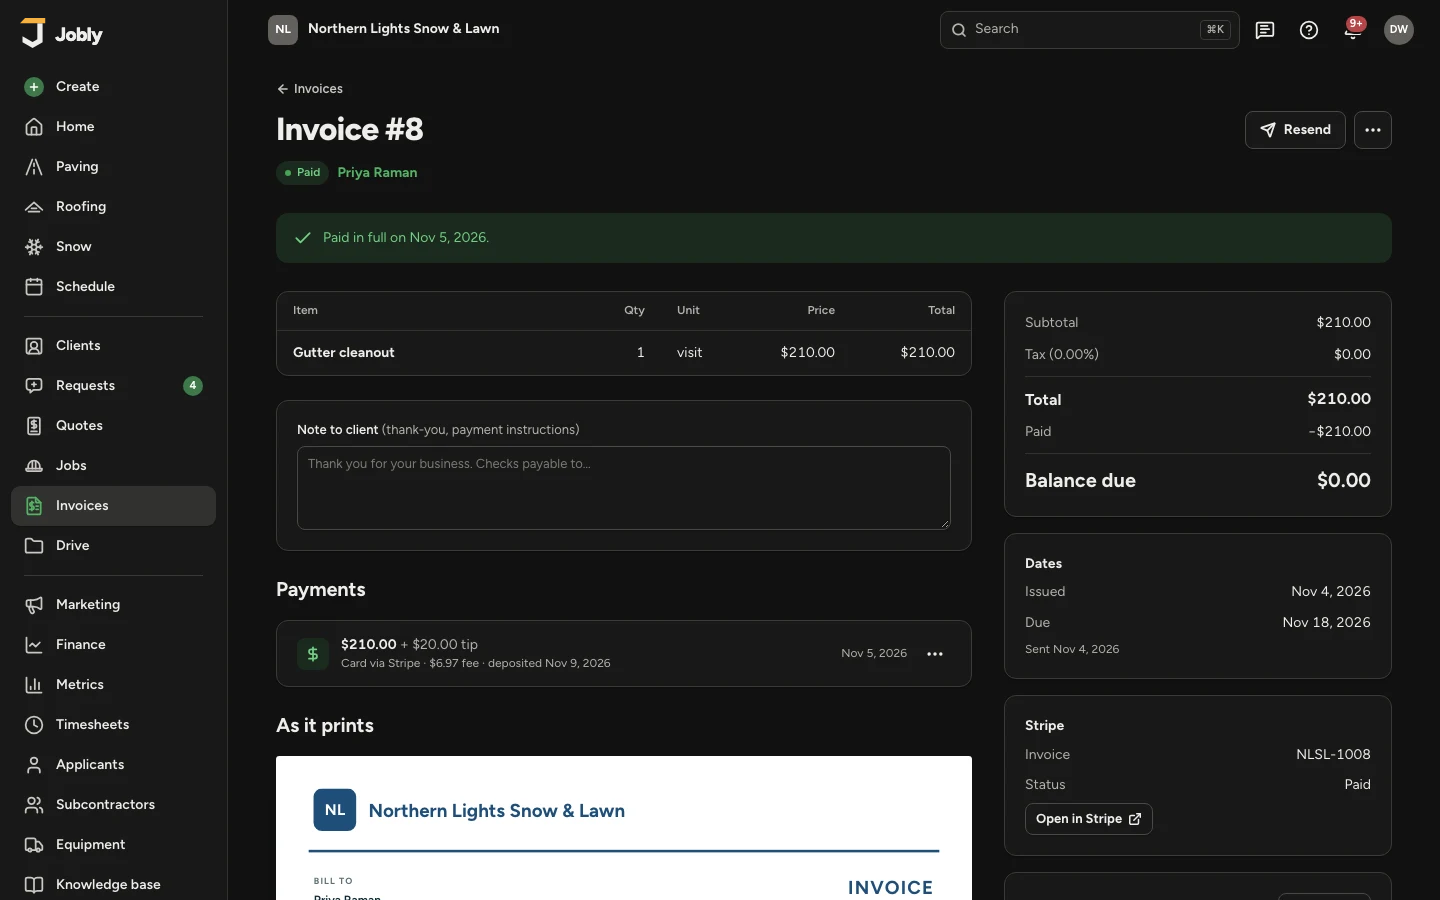 Jobly
Create
Home
Paving
Roofing
Snow
Schedule
Clients
Requests 4
Quotes
Jobs
Invoices
Drive
Marketing
Finance
Metrics
Timesheets
Applicants
Subcontractors
Equipment
Knowledge base
NL Northern Lights Snow & Lawn
Search ⌘K
9+
DW
← Invoices
Invoice #8
Resend
Paid Priya Raman
Paid in full on Nov 5, 2026.
Item Qty Unit Price Total
Gutter cleanout 1 visit $210.00 $210.00
Note to client (thank-you, payment instructions)
Thank you for your business. Checks payable to...
Payments
$210.00 + $20.00 tip
Card via Stripe · $6.97 fee · deposited Nov 9, 2026
Nov 5, 2026
As it prints
NL Northern Lights Snow & Lawn
BILL TO
INVOICE
Priya Raman
Subtotal $210.00
Tax (0.00%) $0.00
Total $210.00
Paid −$210.00
Balance due $0.00
Dates
Issued Nov 4, 2026
Due Nov 18, 2026
Sent Nov 4, 2026
Stripe
Invoice NLSL-1008
Status Paid
Open in Stripe